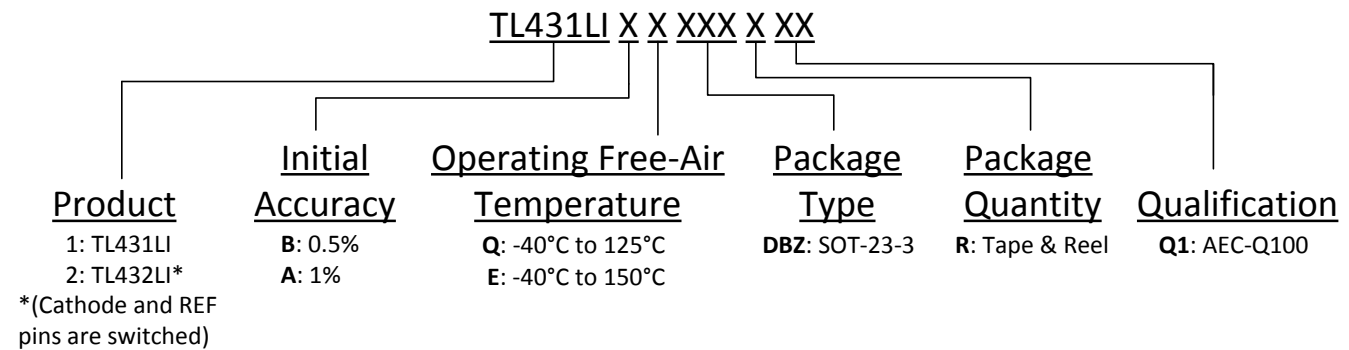 TL431LI X X XXX X XX
Product
1: TL431LI
2: TL432LI*
*(Cathode and REF
pins are switched)
Initial
Accuracy
B: 0.5%
A: 1%
Operating Free-Air
Temperature
Q: -40°C to 125°C
E: -40°C to 150°C
Package
Type
DBZ: SOT-23-3
Package
Quantity
R: Tape & Reel
Qualification
Q1: AEC-Q100